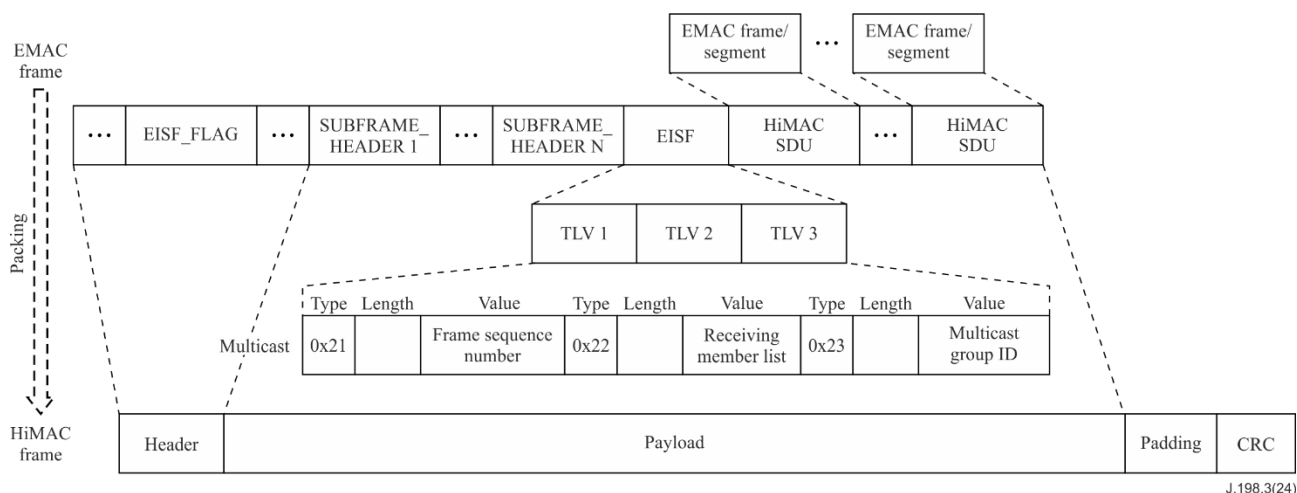 EMAC frame/
segment
...
EMAC frame/
segment
EMAC
frame
...
EISF_FLAG
...
SUBFRAME_
HEADER 1
...
SUBFRAME_
HEADER N
EISF
HiMAC
SDU
...
HiMAC
SDU
Packing
TLV 1
TLV 2
TLV 3
Type Length Value Type Length Value Type Length Value
Multicast
0x21
Frame sequence
number
0x22
Receiving
member list
0x23
Multicast
group ID
HiMAC
frame
Header
Payload
Padding
CRC
J.198.3(24)